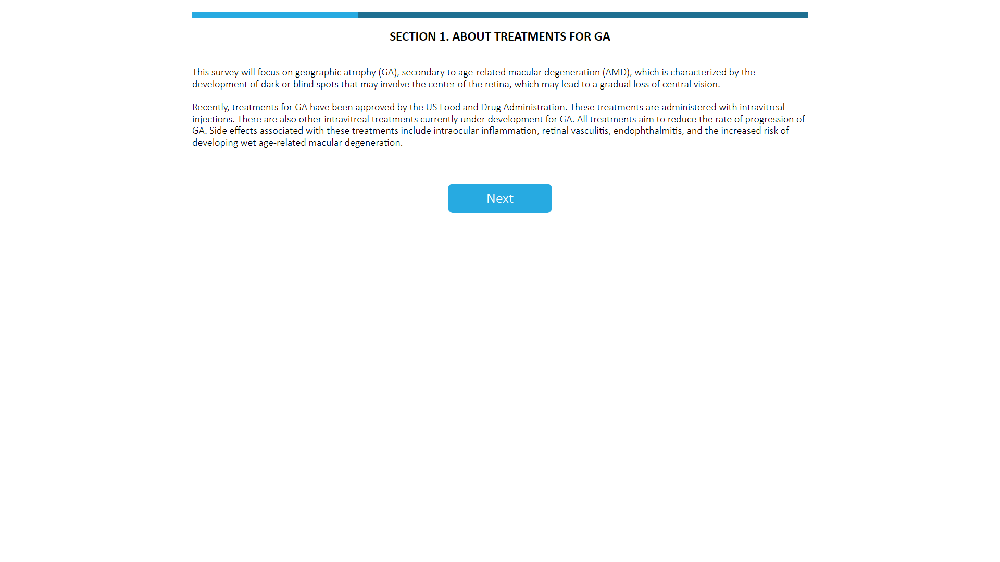 SECTION 1. ABOUT TREATMENTS FOR GA
This survey will focus on geographic atrophy (GA), secondary to age-related macular degeneration (AMD), which is characterized by the
development of dark or blind spots that may involve the center of the retina, which may lead to a gradual loss of central vision.
Recently, treatments for GA have been approved by the US Food and Drug Administration. These treatments are administered with intravitreal
injections. There are also other intravitreal treatments currently under development for GA. All treatments aim to reduce the rate of progression of
GA. Side effects associated with these treatments include intraocular inflammation, retinal vasculitis, endophthalmitis, and the increased risk of
developing wet age-related macular degeneration.
Next